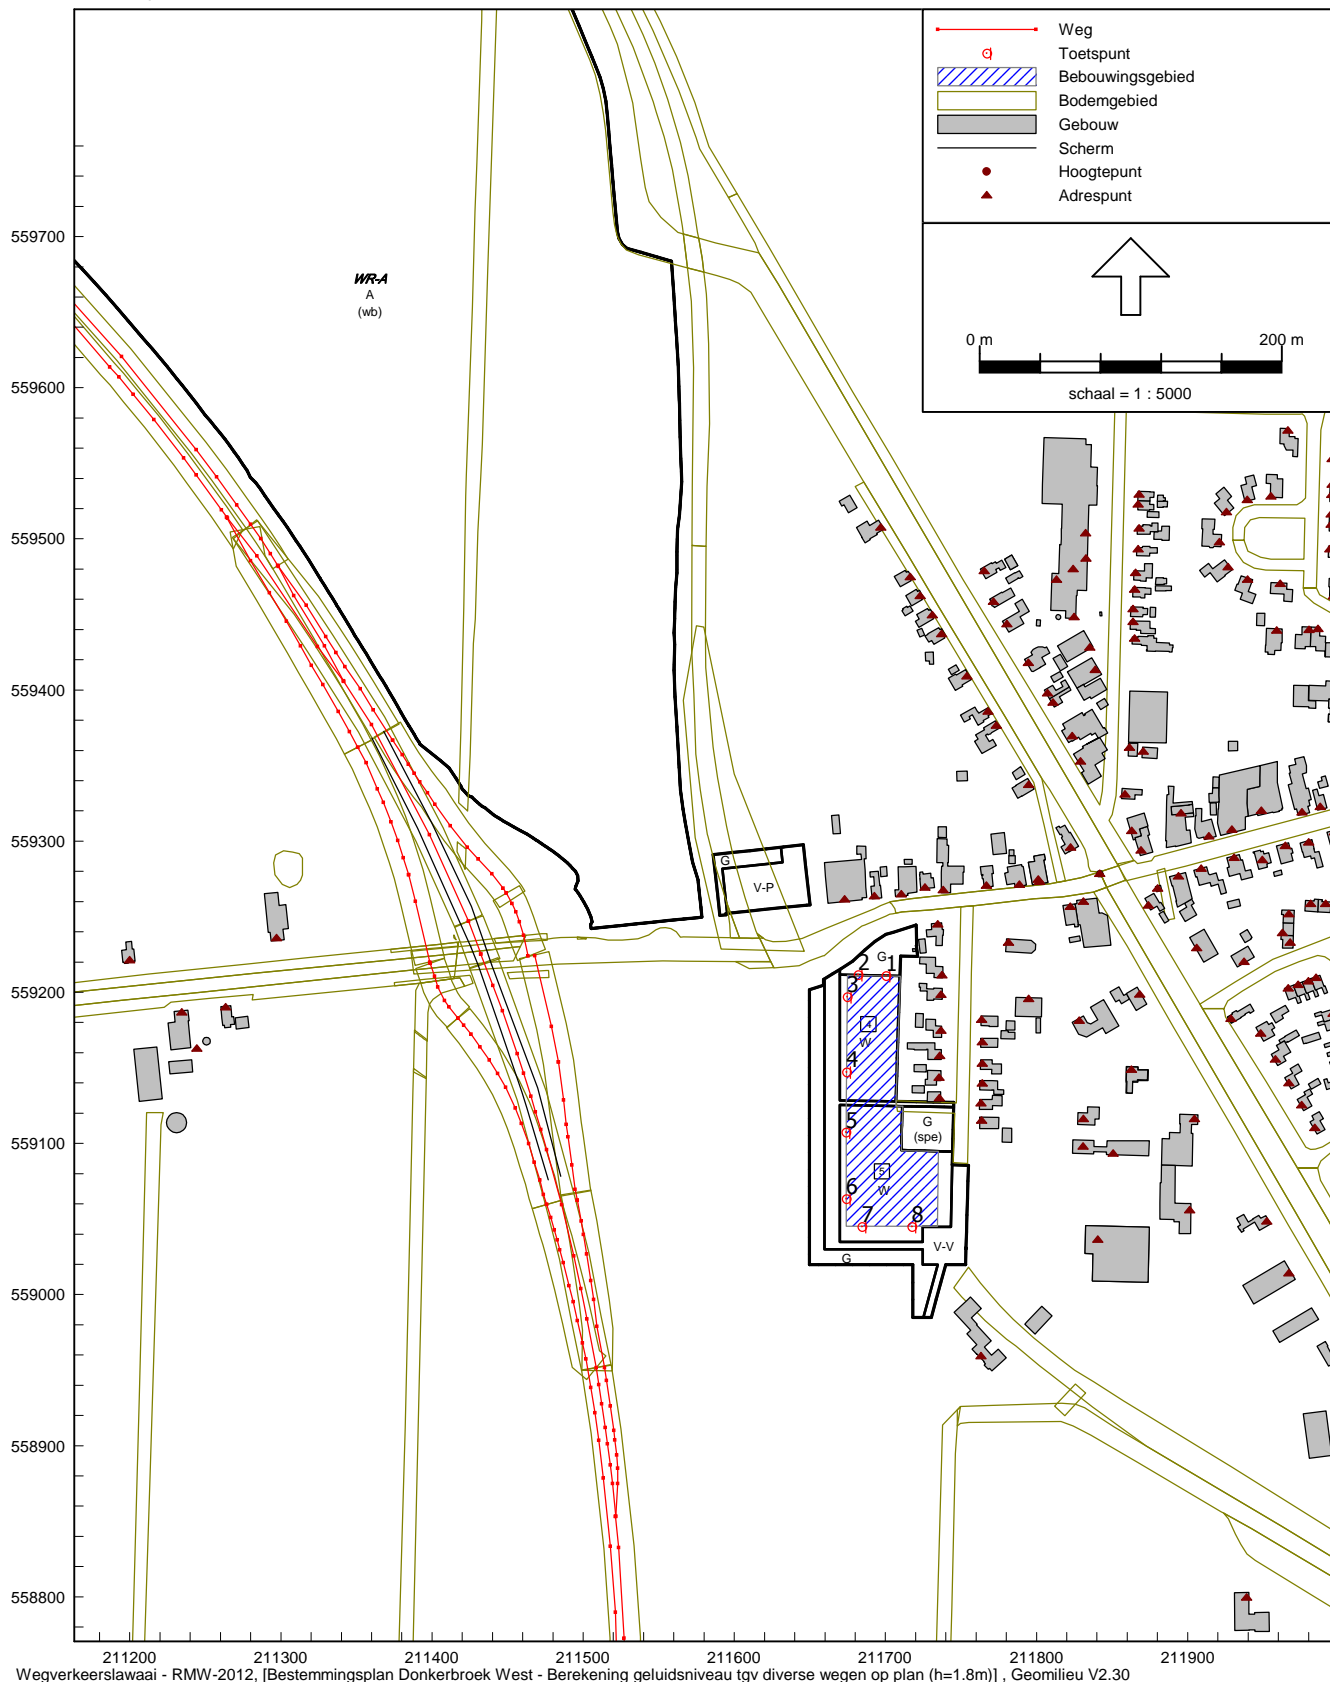 Weg
Toetspunt
Bebouwingsgebied
Bodemgebied
Gebouw
Scherm
Hoogtepunt
Adrespunt
0 m 200 m
schaal = 1 : 5000
559700
559600
559500
559400
559300
559200
559100
559000
558900
558800
WR-A
A
(wb)
G
V-P
G
2 1
3
4
W
4
5
G
(spe)
5
W
6
7 8
V-V
G
211200 211300 211400 211500 211600 211700 211800 211900
Wegverkeerslawaai - RMW-2012, [Bestemmingsplan Donkerbroek West - Berekening geluidsniveau tgv diverse wegen op plan (h=1.8m)] , Geomilieu V2.30